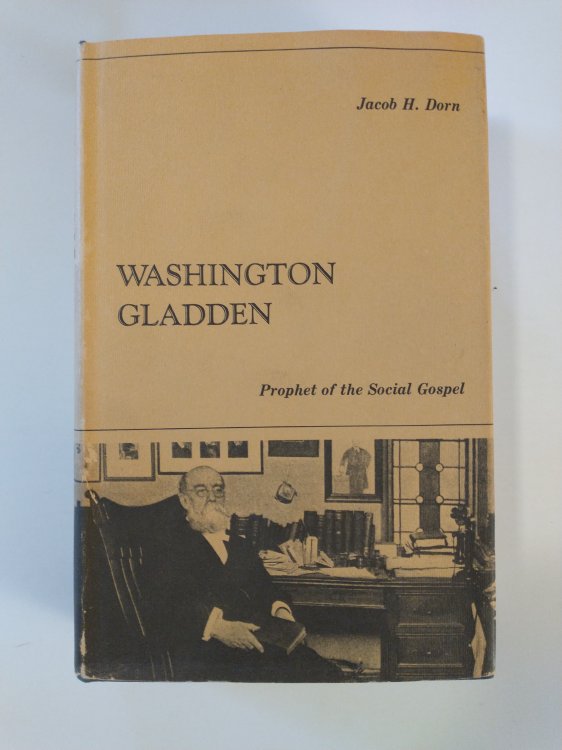 Jacob H. Dorn
WASHINGTON
GLADDEN
Prophet of the Social Gospel